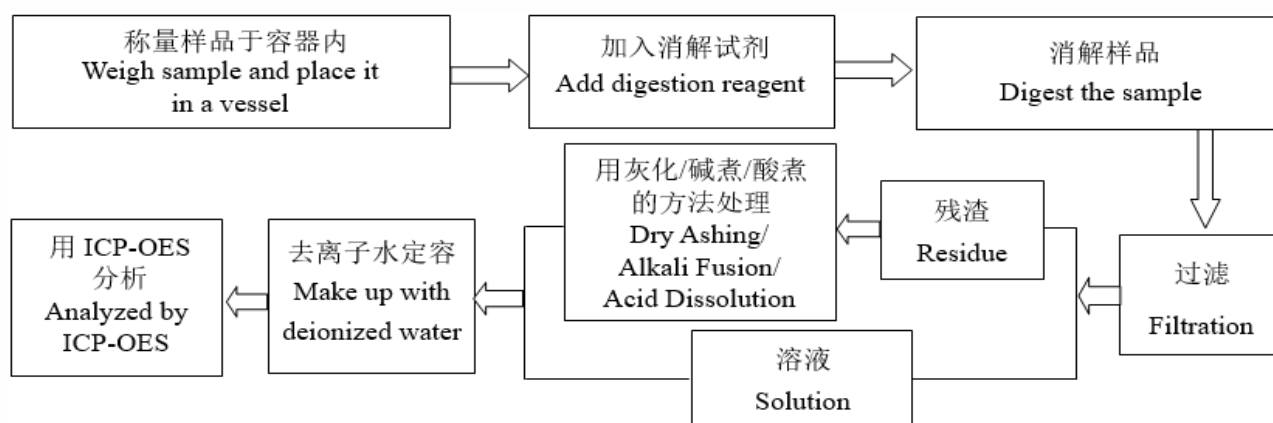 称量样品于容器内
Weigh sample and place it
in a vessel
加入消解试剂
Add digestion reagent
消解样品
Digest the sample
过滤
Filtration
残渣
Residue
用灰化/碱煮/酸煮
的方法处理
Dry Ashing/
Alkali Fusion/
Acid Dissolution
溶液
Solution
去离子水定容
Make up with
deionized water
用 ICP-OES
分析
Analyzed by
ICP-OES